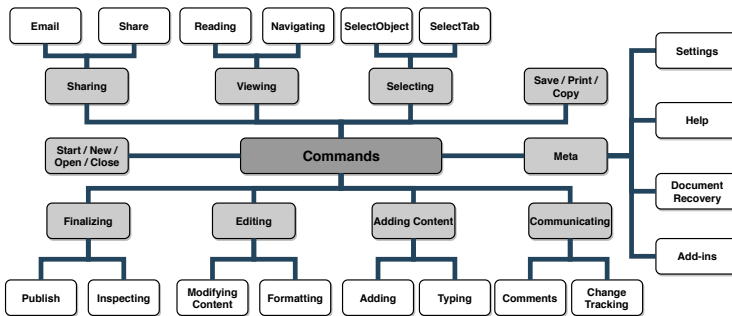 Email
Share
Reading
Navigating
SelectObject
SelectTab
Sharing
Viewing
Selecting
Save / Print /
Copy
Settings
Help
Start / New /
Open / Close
Commands
Meta
Document
Recovery
Add-ins
Finalizing
Editing
Adding Content
Communicating
Publish
Inspecting
Modifying
Content
Formatting
Adding
Typing
Comments
Change
Tracking